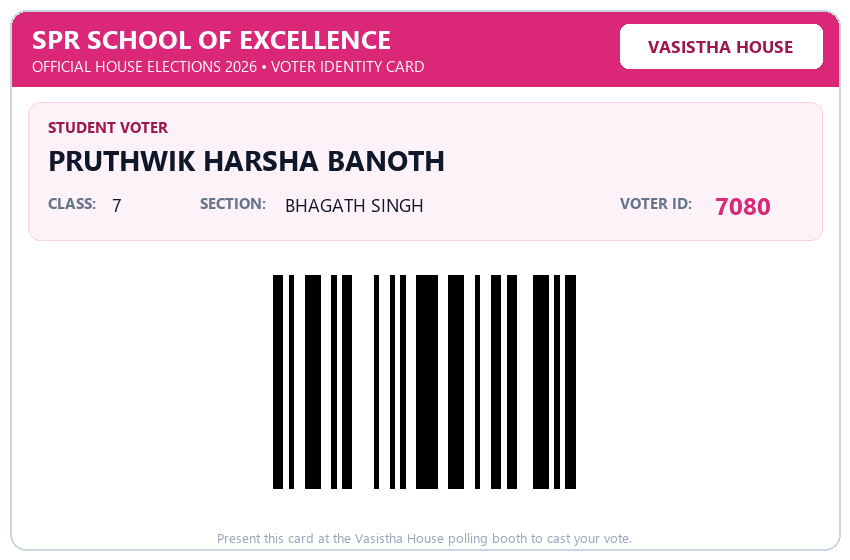 SPR SCHOOL OF EXCELLENCE
OFFICIAL HOUSE ELECTIONS 2026 • VOTER IDENTITY CARD
VASISTHA HOUSE
STUDENT VOTER
PRUTHWIK HARSHA BANOTH
CLASS: 7 SECTION: BHAGATH SINGH VOTER ID: 7080
Present this card at the Vasistha House polling booth to cast your vote.